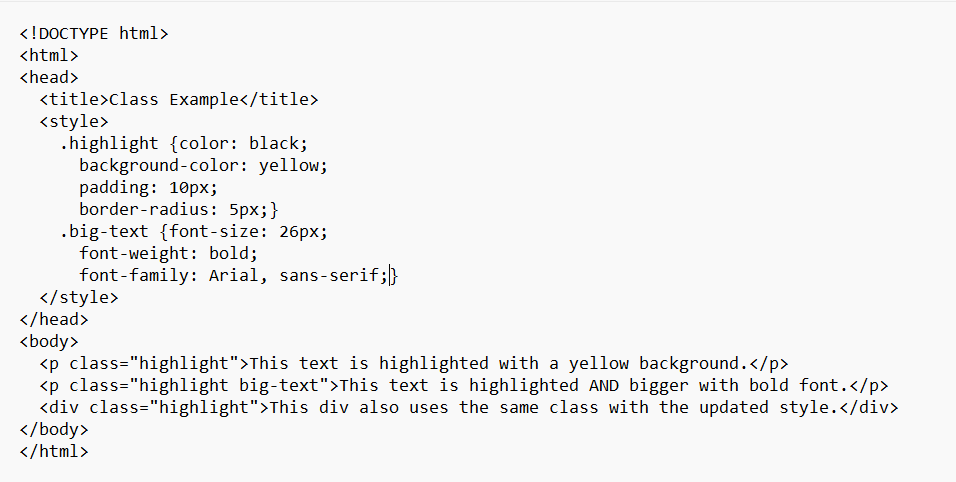 <!DOCTYPE html>
<html>
<head>
  <title>Class Example</title>
  <style>
    .highlight {color: black;
      background-color: yellow;
      padding: 10px;
      border-radius: 5px;}
    .big-text {font-size: 26px;
      font-weight: bold;
      font-family: Arial, sans-serif;}
  </style>
</head>
<body>
  <p class="highlight">This text is highlighted with a yellow background.</p>
  <p class="highlight big-text">This text is highlighted AND bigger with bold font.</p>
  <div class="highlight">This div also uses the same class with the updated style.</div>
</body>
</html>